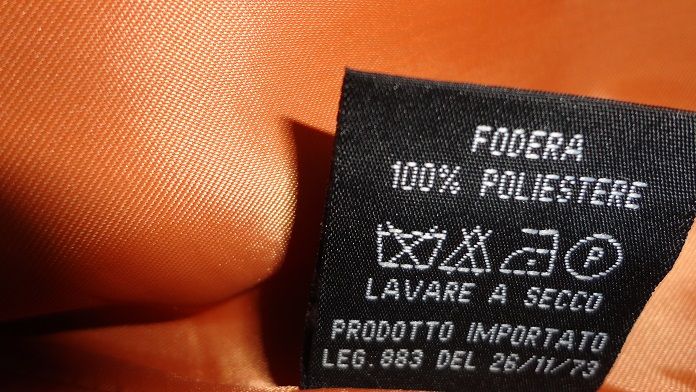 FODERA
100% POLIESTERE
P
LAVARE A SECCO
PRODOTTO IMPORTATO
LEG. 883 DEL 26/11/73